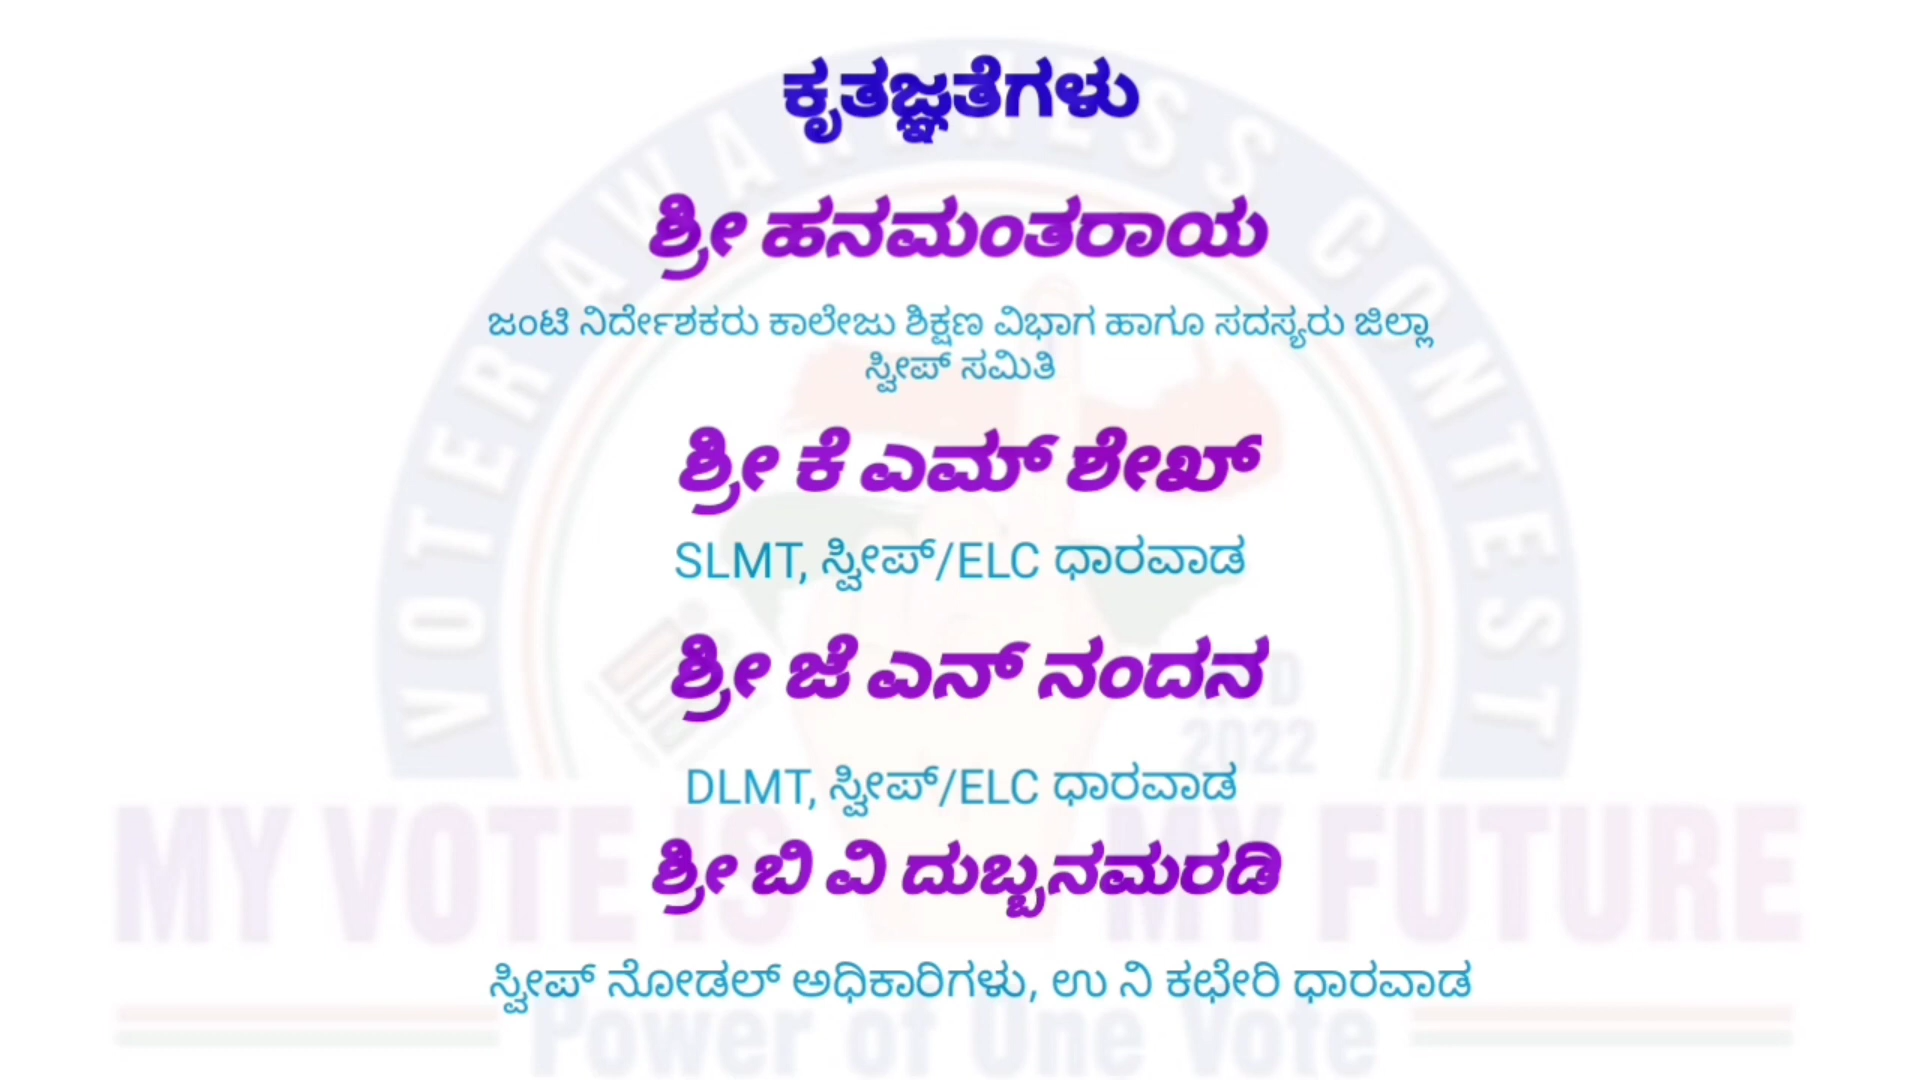 ಕೃತಜ್ಞತೆಗಳು
ಶ್ರೀ ಹನಮಂತರಾಯ
ಜಂಟಿ ನಿರ್ದೇಶಕರು ಕಾಲೇಜು ಶಿಕ್ಷಣ ವಿಭಾಗ ಹಾಗೂ ಸದಸ್ಯರು ಜಿಲ್ಲಾ
ಸ್ವೀಪ್ ಸಮಿತಿ
ಶ್ರೀ ಕೆ ಎಮ್ ಶೇಖ್
SLMT, ಸ್ವೀಪ್/ELC ಧಾರವಾಡ
ಶ್ರೀ ಜೆ ಎನ್ ನಂದನ
DLMT, ಸ್ವೀಪ್/ELC ಧಾರವಾಡ
ಶ್ರೀ ಬಿ ವಿ ದುಬ್ಬನಮರಡಿ
ಸ್ವೀಪ್ ನೋಡಲ್ ಅಧಿಕಾರಿಗಳು, ಉ ನಿ ಕಛೇರಿ ಧಾರವಾಡ
VOTER AWARENESS CONTEST
NVD
2022
MY VOTE IS MY FUTURE
Power of One Vote